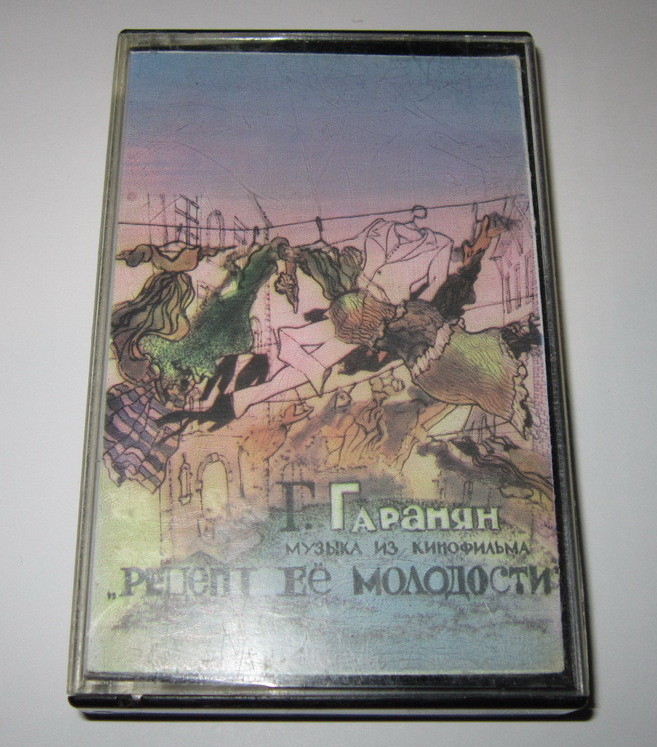 Г. Гаранян
музыка из кинофильма
„Рецепт её молодости"